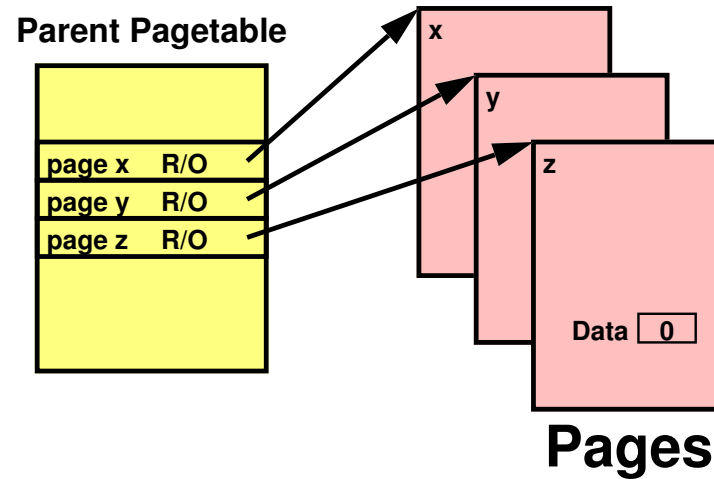 Parent Pagetable
page x R/O
page y R/O
page z R/O
x
y
z
Data 0
Pages